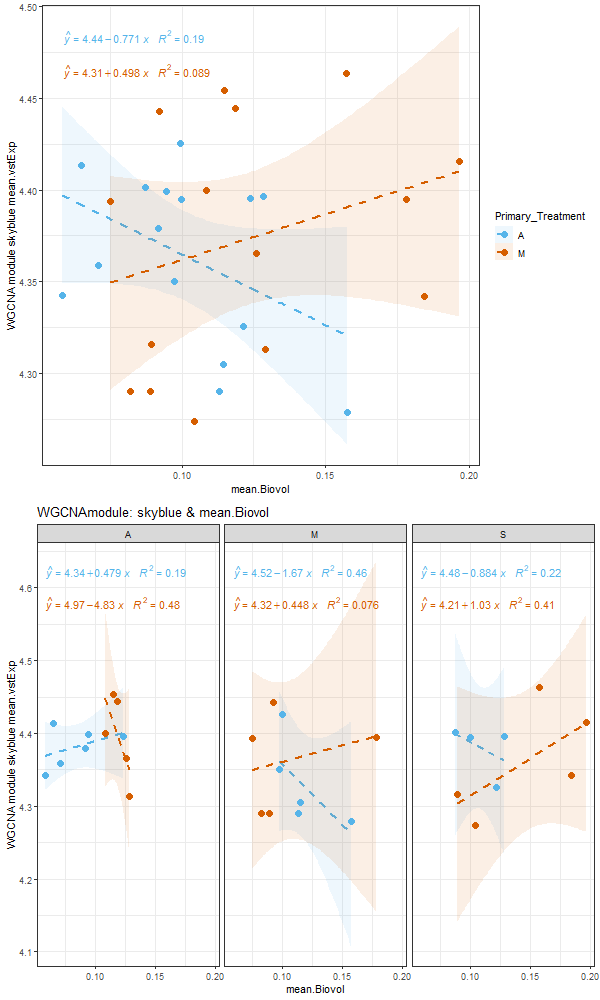 4.50
4.45
4.40
4.35
4.30
WGCNA module skyblue mean.vstExp
ŷ = 4.44 − 0.771 x R² = 0.19
ŷ = 4.31 + 0.498 x R² = 0.089
0.10 0.15 0.20
mean.Biovol
Primary_Treatment
A
M
WGCNAmodule: skyblue & mean.Biovol
A M S
ŷ = 4.34 + 0.479 x R² = 0.19
ŷ = 4.97 − 4.83 x R² = 0.48
ŷ = 4.52 − 1.67 x R² = 0.46
ŷ = 4.32 + 0.448 x R² = 0.076
ŷ = 4.48 − 0.884 x R² = 0.22
ŷ = 4.21 + 1.03 x R² = 0.41
4.6
4.5
4.4
4.3
4.2
4.1
WGCNA module skyblue mean.vstExp
0.10 0.15 0.20 0.10 0.15 0.20 0.10 0.15 0.20
mean.Biovol